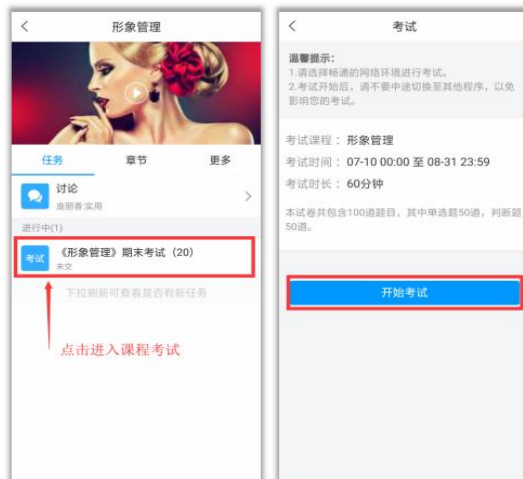 形象管理
任务
章节
更多
讨论
庞丽青:实用
进行中(1)
考试
《形象管理》期末考试（20）
未交
下拉刷新可查看是否有新任务
点击进入课程考试
考试
温馨提示：
1.请选择畅通的网络环境进行考试。
2.考试开始后，请不要中途切换至其他程序，以免
影响您的考试。
考试课程： 形象管理
考试时间： 07-10 00:00 至 08-31 23:59
考试时长： 60分钟
本试卷共包含100道题目，其中单选题50道，判断题
50道。
开始考试